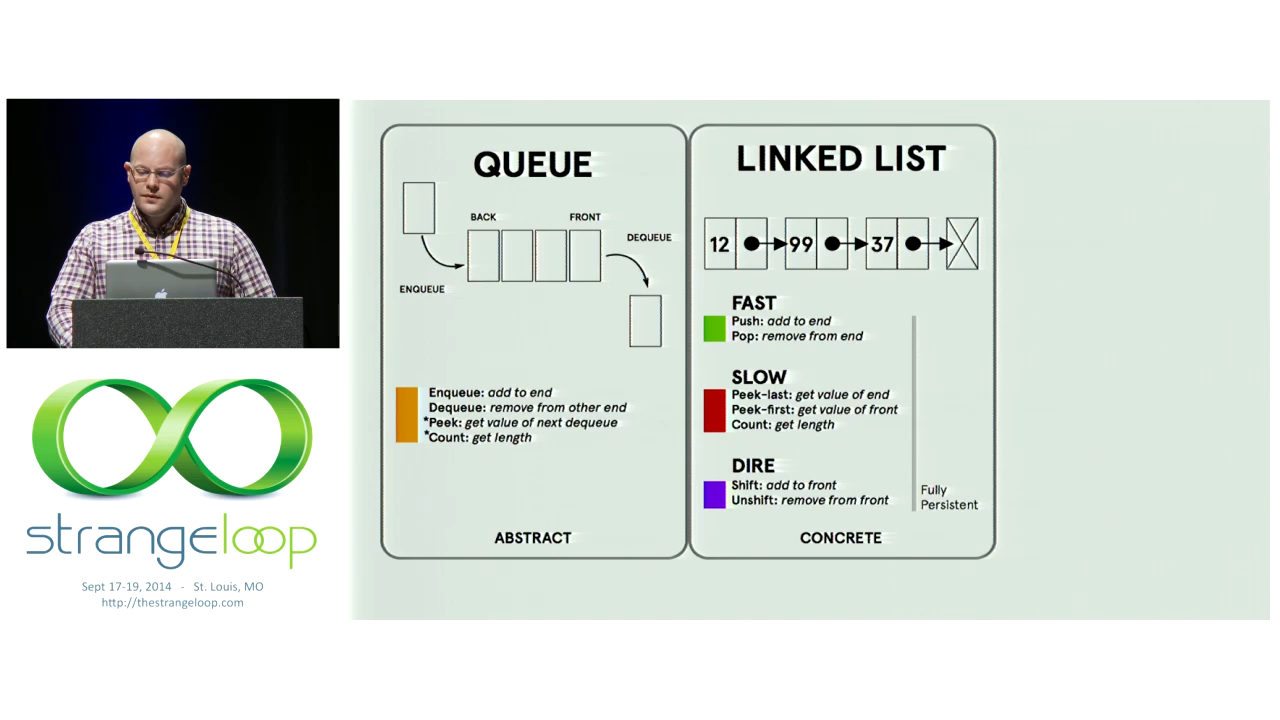 QUEUE
BACK
FRONT
DEQUEUE
ENQUEUE
Enqueue: add to end
Dequeue: remove from other end
*Peek: get value of next dequeue
*Count: get length
ABSTRACT
LINKED LIST
12
99
37
FAST
Push: add to end
Pop: remove from end
SLOW
Peek-last: get value of end
Peek-first: get value of front
Count: get length
DIRE
Shift: add to front
Unshift: remove from front
Fully
Persistent
CONCRETE
strangeloop
Sept 17-19, 2014 - St. Louis, MO
http://thestrangeloop.com